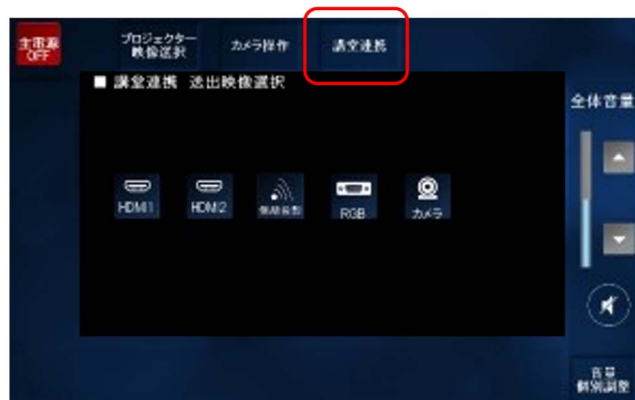 主電源
OFF
プロジェクター
映像選択
カメラ操作
講堂連携
■ 講堂連携 送出映像選択
全体音量
HDMI1
HDMI2
RGB
カメラ
音量
個別調整